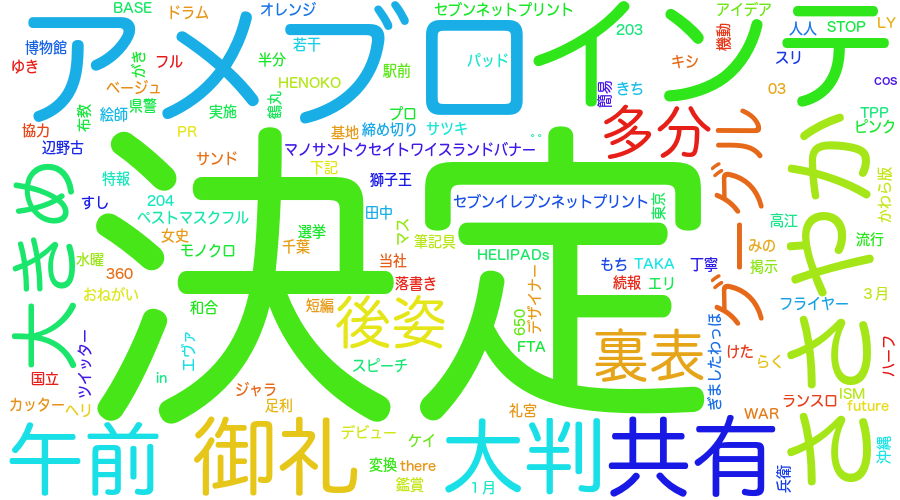 BASE
ドラム
オレンジ
セブンネットプリント
アイデア
アメブロ
インテ
203
人人
STOP
LY
博物館
ゆき
がき
フル
若干
半分
パッド
キシ
機動
スリ
ベージュ
HENOKO
駅前
簡易
きち
03
cos
布教
県警
絵師
実施
鶴丸
プロ
協力
PR
基地
締め切り
サツキ
。。
多分
TPP
ピンク
辺野古
サンド
マノサントクセイトワイスランドバナー
グーグル
ささやか
かわら版
大きめ
特報
下記
獅子王
決定
すし
204
ベストマスクフル
田中
セブンイレブンネットプリント
東京
女史
モノクロ
選挙
千葉
マス
筆記具
高江
みの
流行
水曜
360
当社
HELIPADs
もち
TAKA
丁寧
掲示
おねがい
和合
短編
落書き
デザイナー
続報
エリ
3月
後姿
650
FTA
フライヤー
ツイッター
エヴァ
in
スピーチ
裏表
ぎましたわっほ
けた
らく
ハーフ
国立
カッター
ヘリ
ジャラ
足利
礼宮
WAR
ランスロ
ISM
future
午前
御礼
デビュー
ケイ
大判
共有
沖縄
変換
there
鑑賞
1月
兵衛